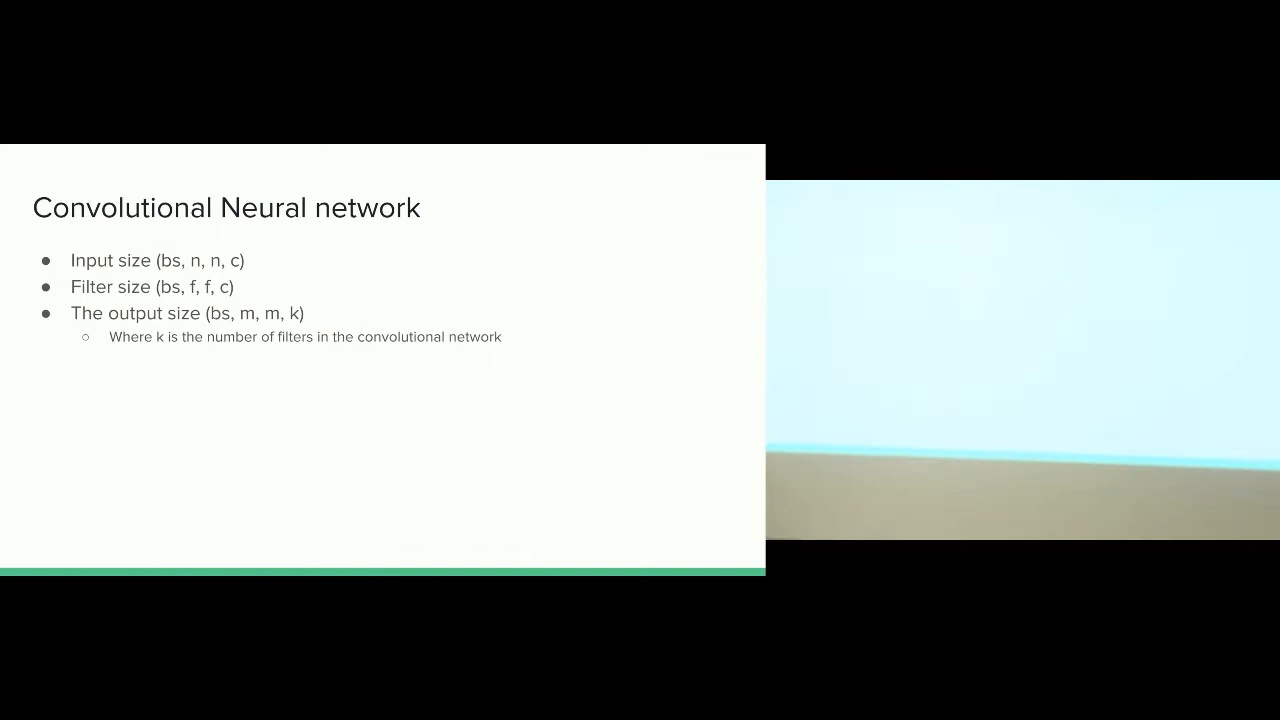 Convolutional Neural network
● Input size (bs, n, n, c)
● Filter size (bs, f, f, c)
● The output size (bs, m, m, k)
○ Where k is the number of filters in the convolutional network